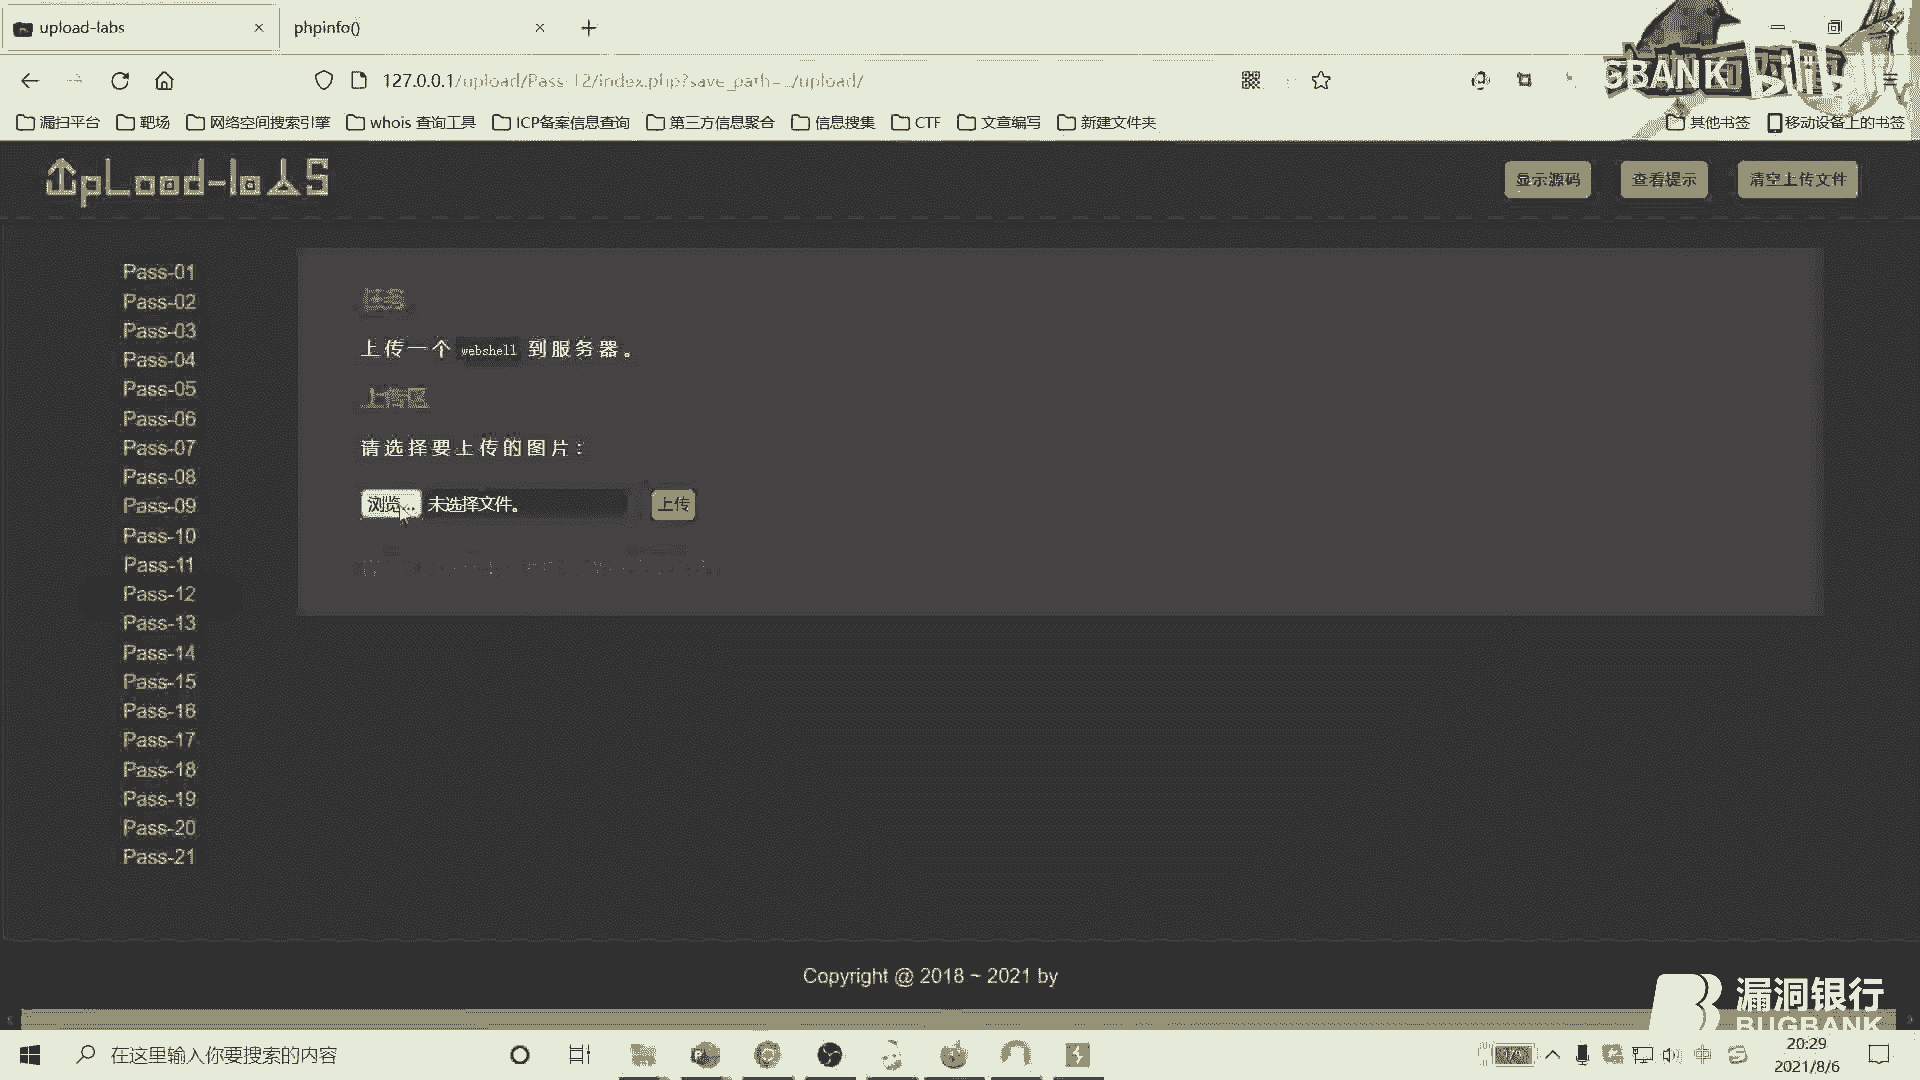 upload-labs
phpinfo()
127.0.0.1/upload/Pass-12/index.php?save_path=../upload/
漏扫平台
靶场
网络空间搜索引擎
whois 查询工具
ICP备案信息查询
第三方信息聚合
信息搜集
CTF
文章编写
新建文件夹
其他书签
移动设备上的书签
GBANK bilibili
UpLoad-labS
显示源码
查看提示
清空上传文件
Pass-01
Pass-02
Pass-03
Pass-04
Pass-05
Pass-06
Pass-07
Pass-08
Pass-09
Pass-10
Pass-11
Pass-12
Pass-13
Pass-14
Pass-15
Pass-16
Pass-17
Pass-18
Pass-19
Pass-20
Pass-21
任务
上传一个 webshell 到服务器。
上传区
请选择要上传的图片：
浏览... 未选择文件。
上传
Copyright @ 2018 ~ 2021 by
漏洞银行
BUGBANK
在这里输入你要搜索的内容
中
20:29
2021/8/6